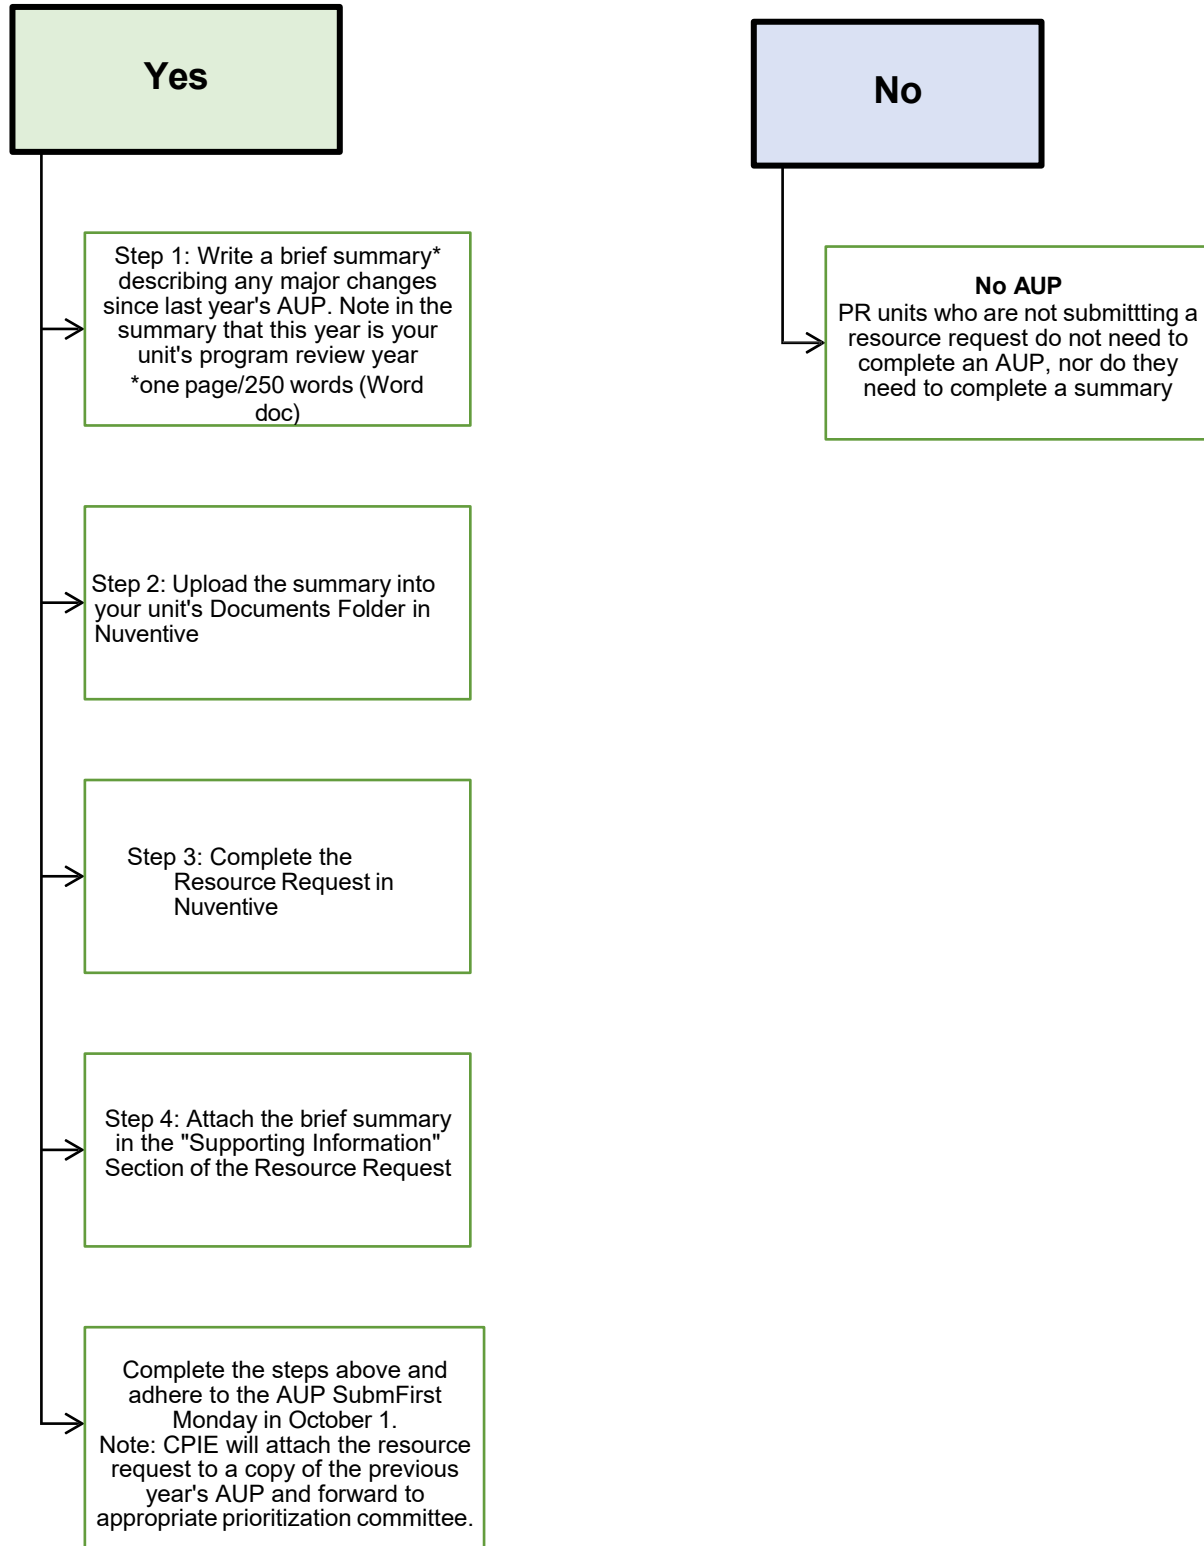 Yes
Step 1: Write a brief summary*
describing any major changes
since last year's AUP. Note in the
summary that this year is your
unit's program review year
*one page/250 words (Word
doc)
Step 2: Upload the summary into
your unit's Documents Folder in
Nuventive
Step 3: Complete the
Resource Request in
Nuventive
Step 4: Attach the brief summary
in the "Supporting Information"
Section of the Resource Request
Complete the steps above and
adhere to the AUP SubmFirst
Monday in October 1.
Note: CPIE will attach the resource
request to a copy of the previous
year's AUP and forward to
appropriate prioritization committee.
No
No AUP
PR units who are not submittting a
resource request do not need to
complete an AUP, nor do they
need to complete a summary